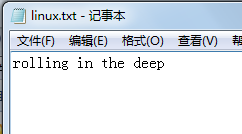 linux.txt - 记事本
文件(F) 编辑(E) 格式(O) 查看(V)
rolling in the deep